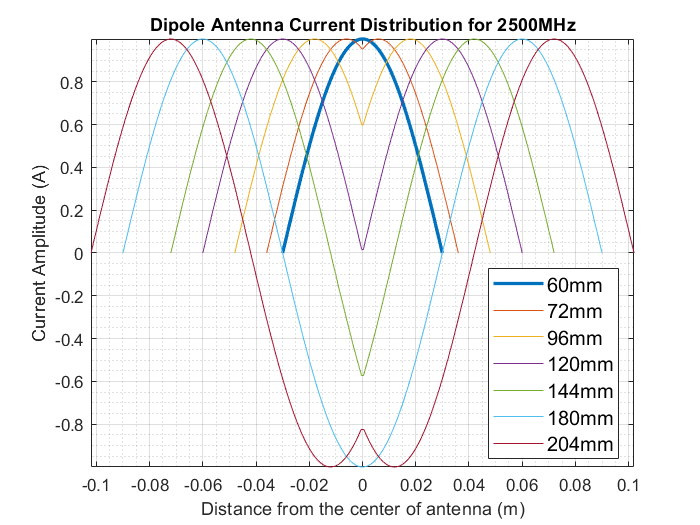 Dipole Antenna Current Distribution for 2500MHz
Current Amplitude (A)
0.8
0.6
0.4
0.2
0
-0.2
-0.4
-0.6
-0.8
60mm
72mm
96mm
120mm
144mm
180mm
204mm
-0.1 -0.08 -0.06 -0.04 -0.02 0 0.02 0.04 0.06 0.08 0.1
Distance from the center of antenna (m)